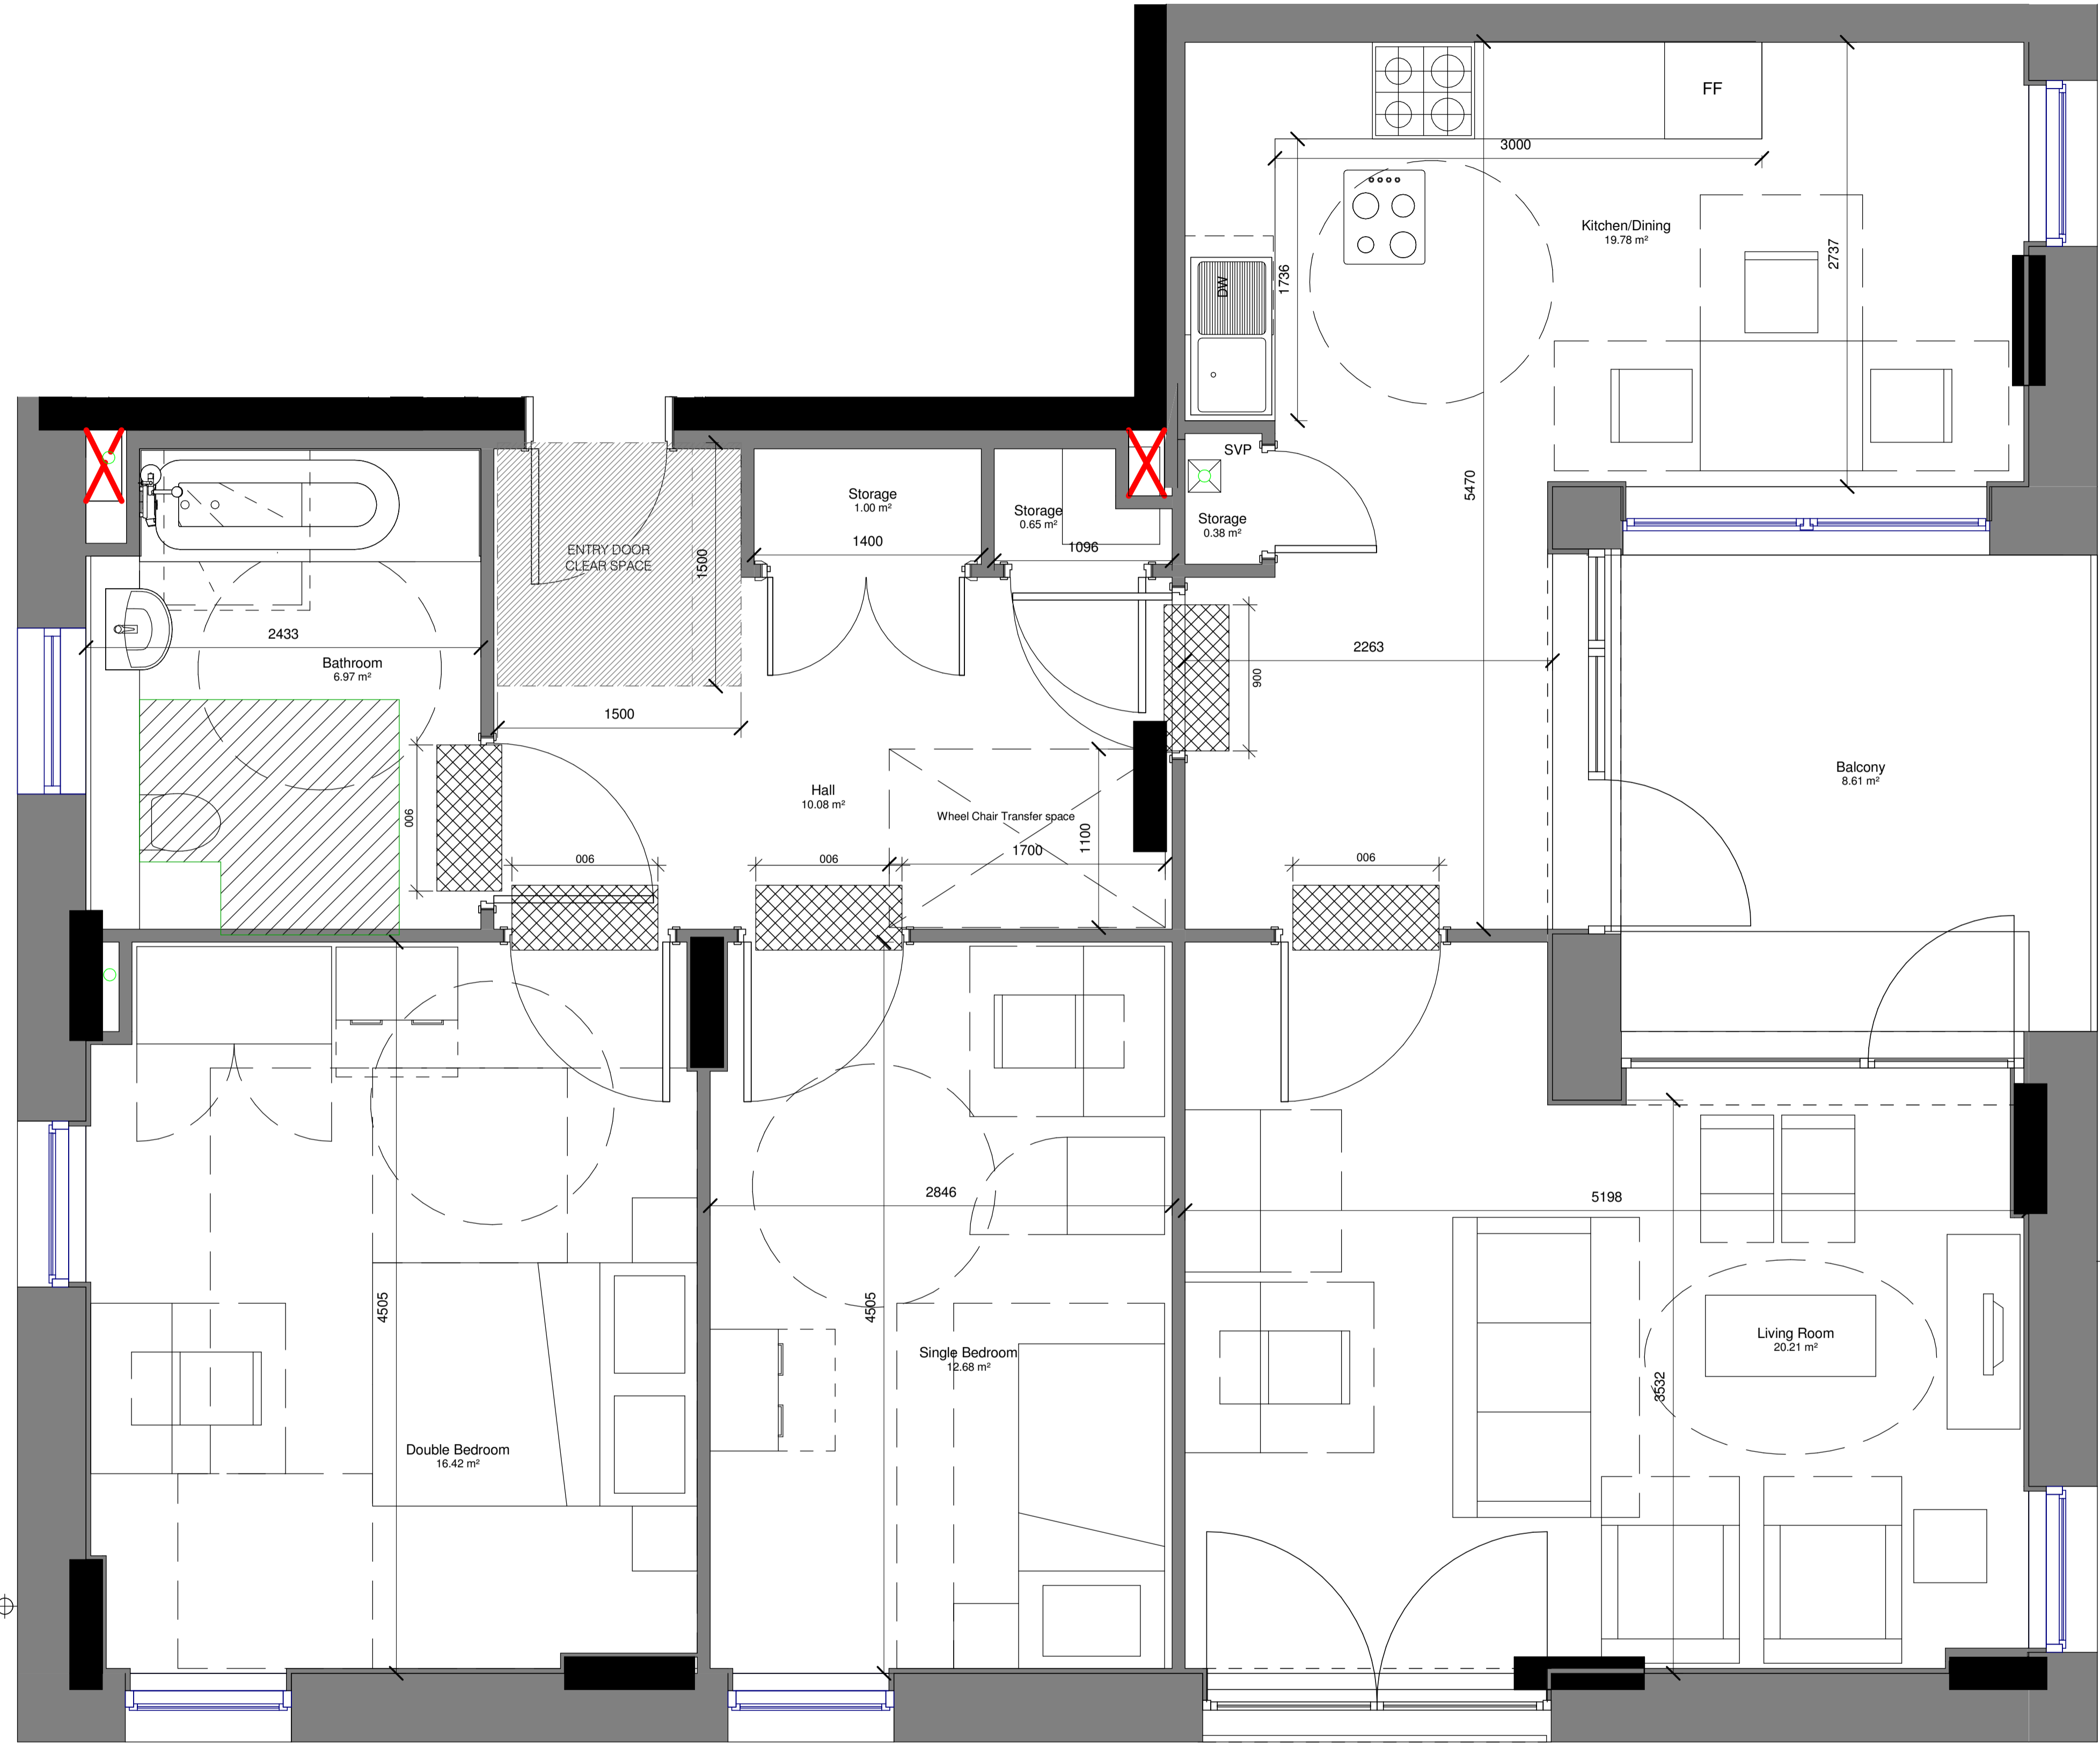 FF
3000
Kitchen/Dining
19.78 m²
2737
1736
DW
SVP
5470
Storage
1.00 m²
Storage
0.65 m²
Storage
0.38 m²
1400
1096
ENTRY DOOR
CLEAR SPACE
1500
1500
2433
Bathroom
6.97 m²
2263
900
Balcony
8.61 m²
Hall
10.08 m²
Wheel Chair Transfer space
1100
1700
900
900
900
900
2846
5198
4505
4505
Living Room
20.21 m²
Single Bedroom
12.68 m²
3532
Double Bedroom
16.42 m²